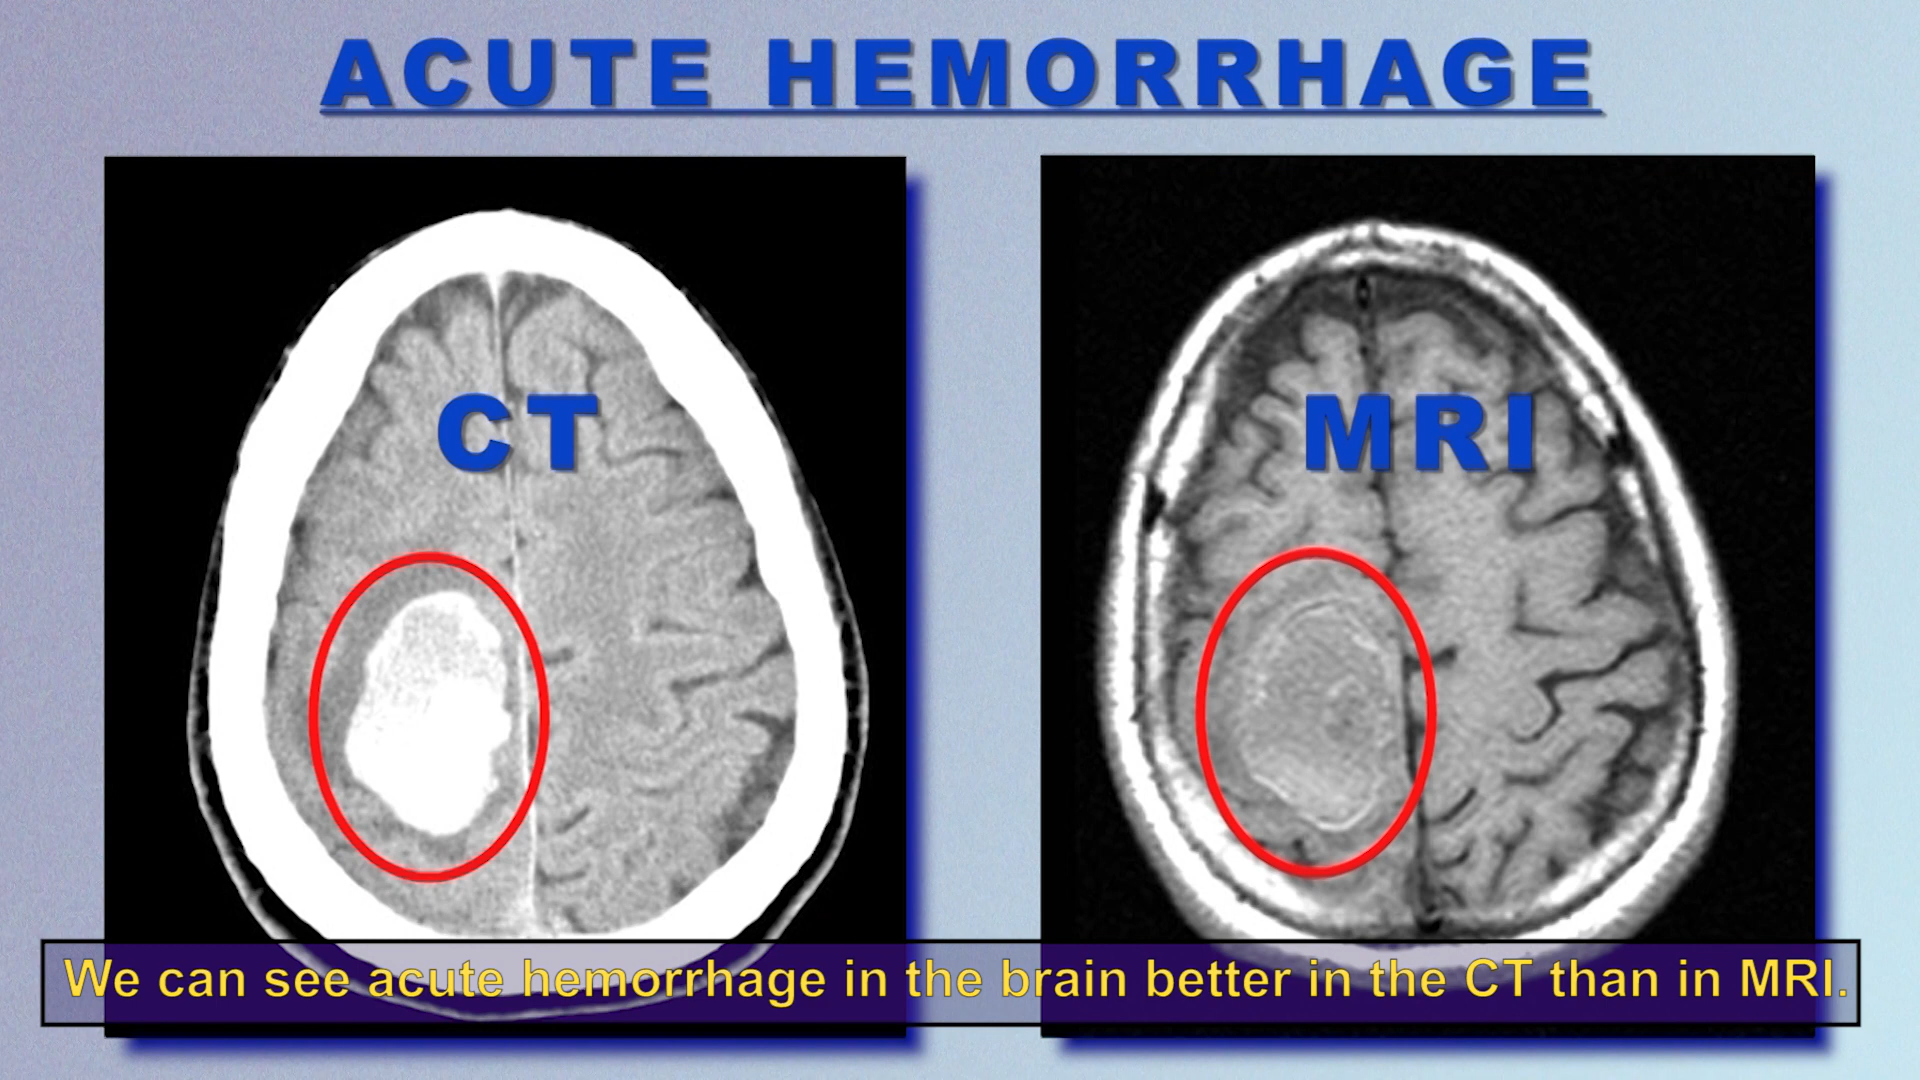 ACUTE HEMORRHAGE
CT
MRI
We can see acute hemorrhage in the brain better in the CT than in MRI.